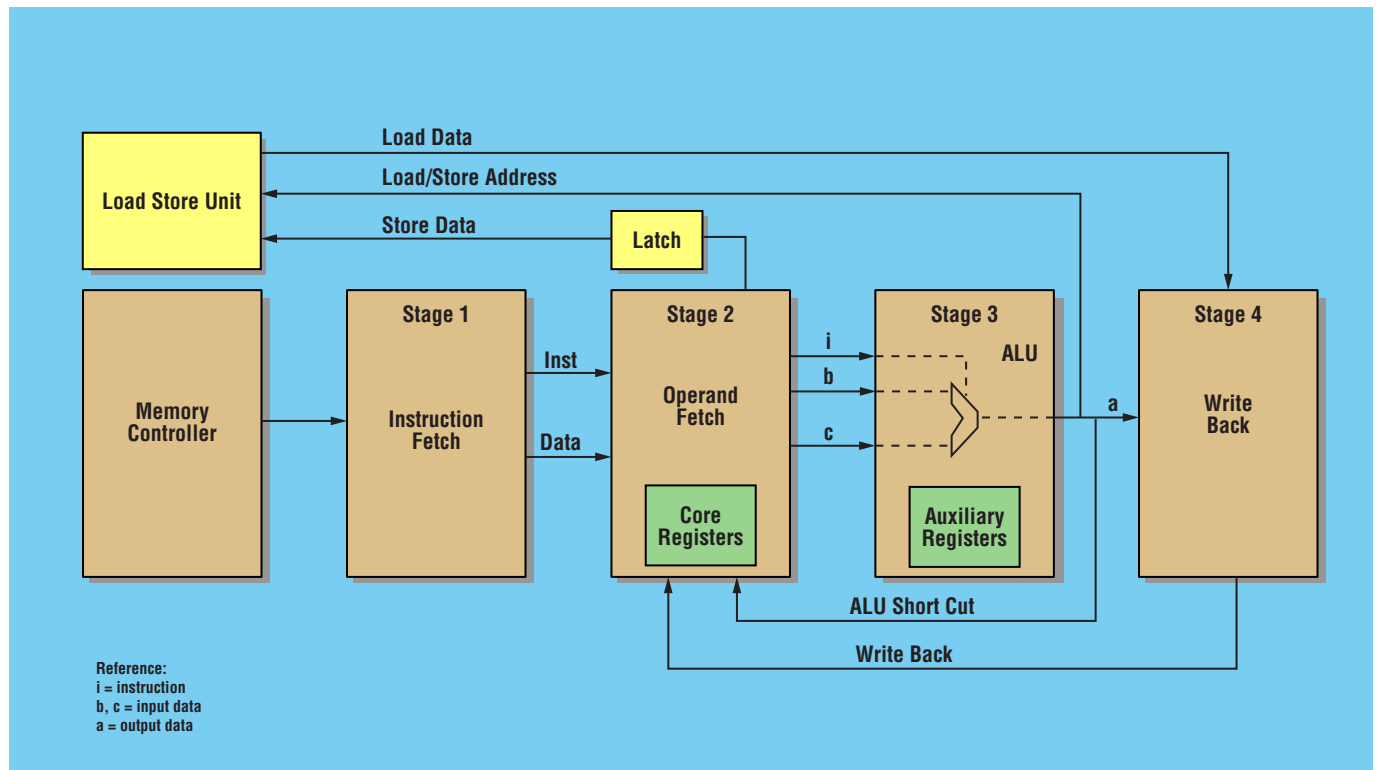 Load Data
Load/Store Address
Load Store Unit
Store Data
Latch
Stage 1
Stage 2
Stage 3
Stage 4
i
ALU
Inst
b
Operand
Fetch
a
Memory
Controller
Instruction
Fetch
Write
Back
Data
c
Core
Registers
Auxiliary
Registers
ALU Short Cut
Write Back
Reference:
i = instruction
b, c = input data
a = output data